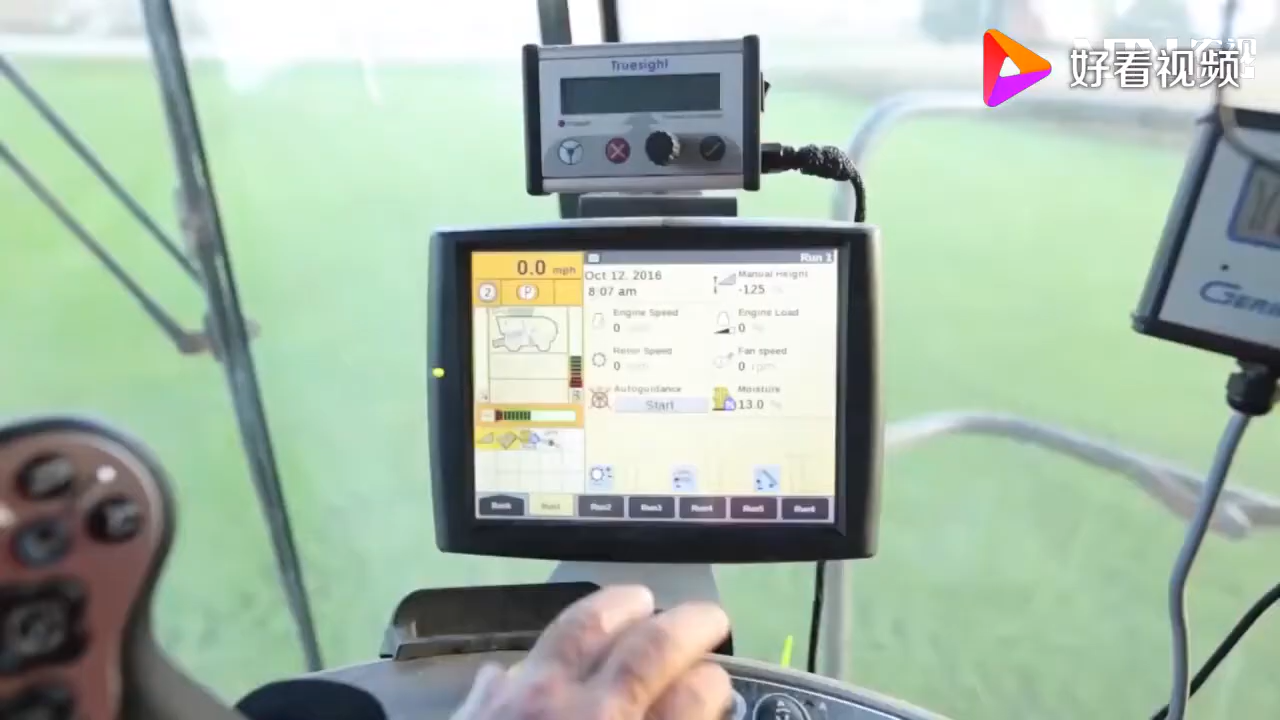 Truesight
好看视频
0.0 mph
Run 1
Oct 12. 2016
8:07 am
Manual Height
-125
2
P
Engine Speed
0
Engine Load
0 %
Rotor Speed
0
Fan speed
0 rpm
Autoguidance
Start
Moisture
13.0 %
Run1
Run2
Run3
Run4
Run5
Run6